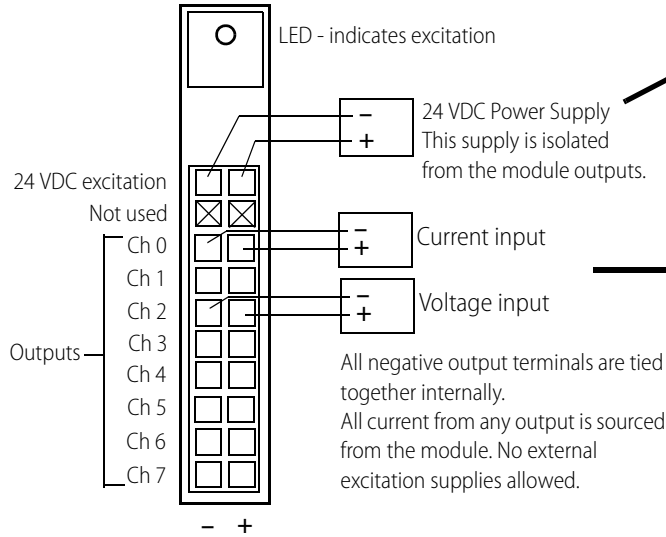 LED - indicates excitation
–
+
24 VDC Power Supply
This supply is isolated
from the module outputs.
24 VDC excitation
Not used
Ch 0
–
+
Current input
Ch 1
Ch 2
–
+
Voltage input
Outputs
Ch 3
Ch 4
Ch 5
Ch 6
Ch 7
All negative output terminals are tied
together internally.
All current from any output is sourced
from the module. No external
excitation supplies allowed.
– +